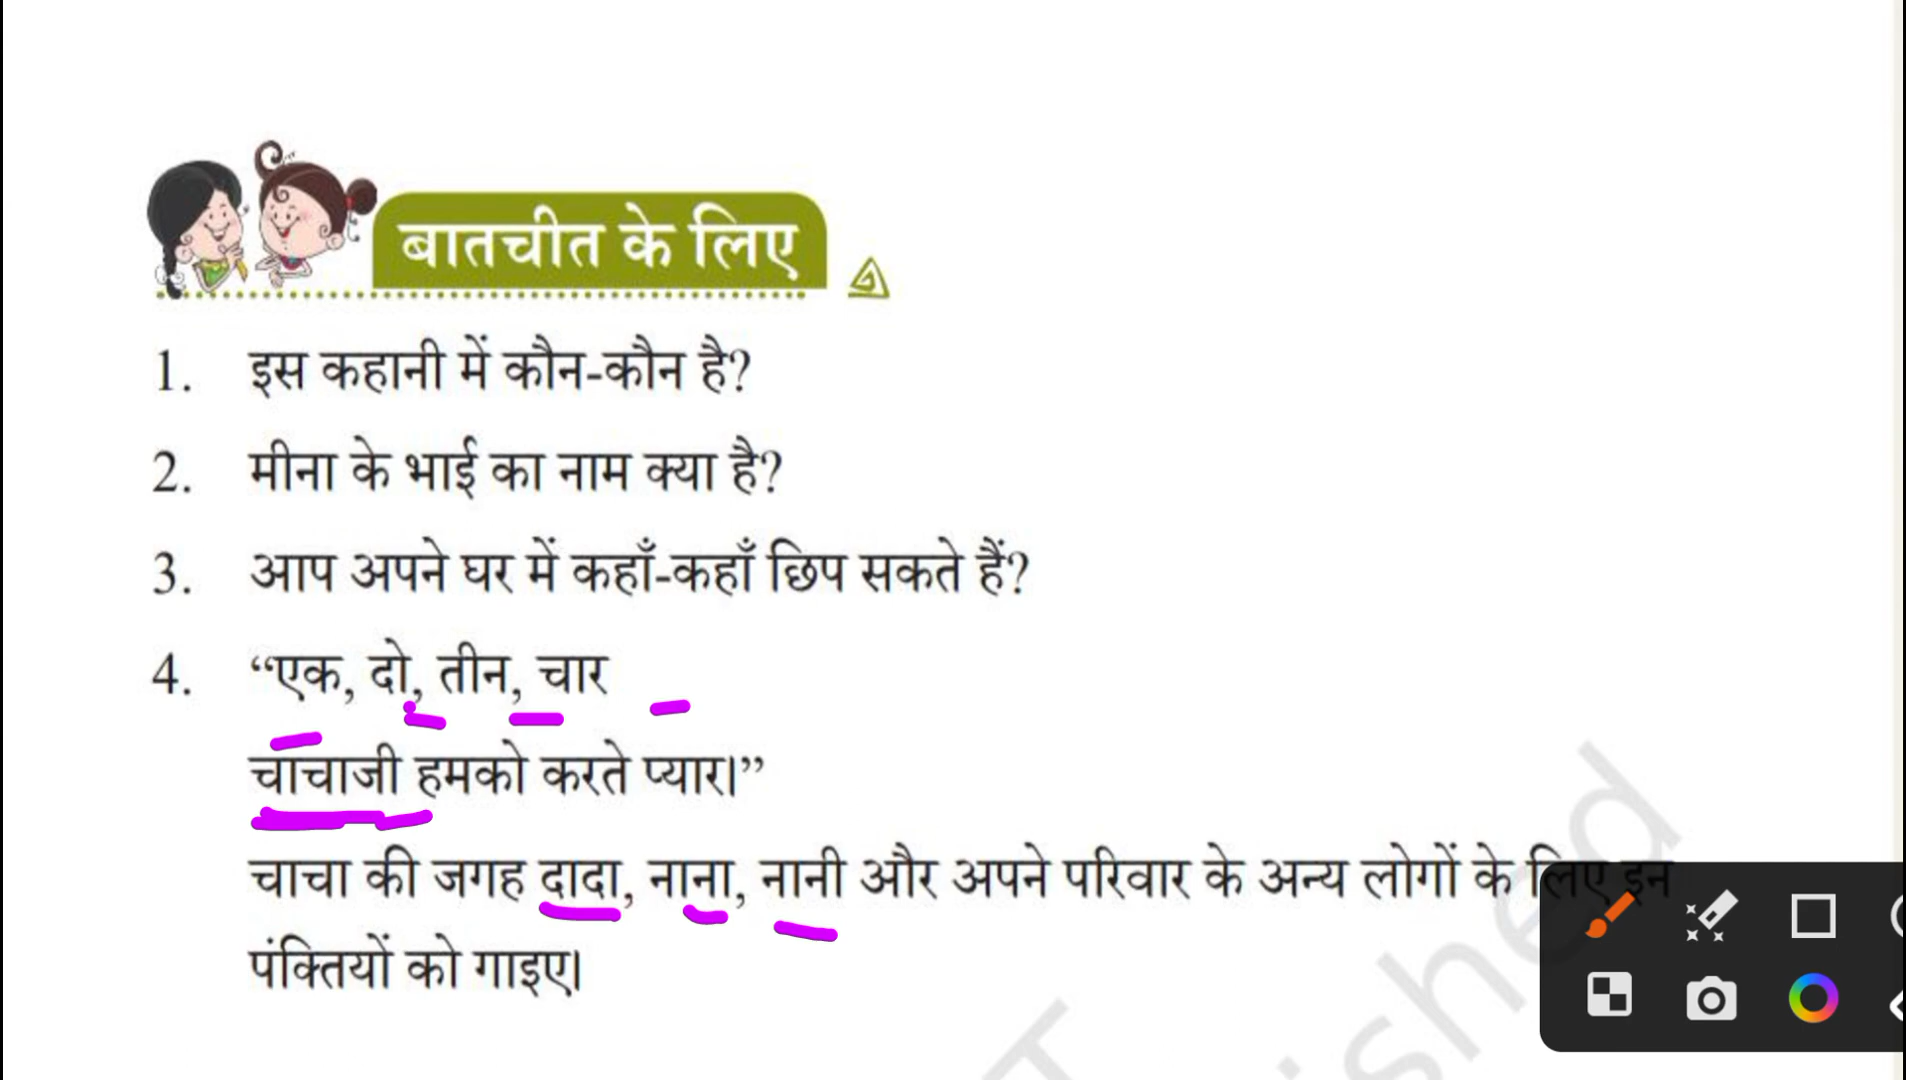 बातचीत के लिए
1. इस कहानी में कौन-कौन है?
2. मीना के भाई का नाम क्या है?
3. आप अपने घर में कहाँ-कहाँ छिप सकते हैं?
4. “एक, दो, तीन, चार
चाचाजी हमको करते प्यार।”
चाचा की जगह दादा, नाना, नानी और अपने परिवार के अन्य लोगों के लिए इन
पंक्तियों को गाइए।